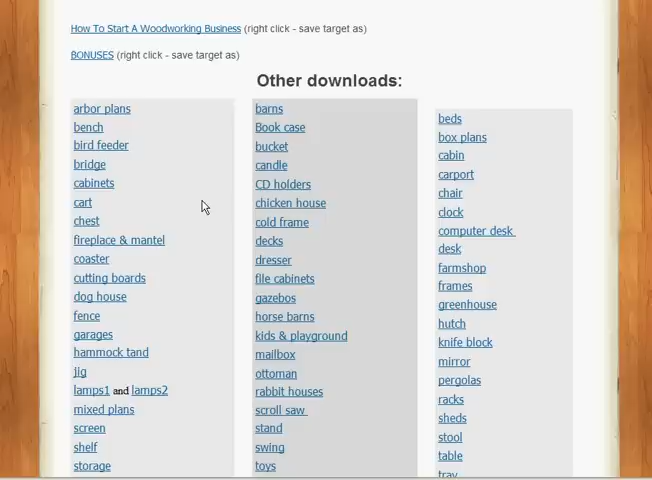 How To Start A Woodworking Business (right click - save target as)
BONUSES (right click - save target as)
Other downloads:
arbor plans
bench
bird feeder
bridge
cabinets
cart
chest
fireplace & mantel
coaster
cutting boards
dog house
fence
garages
hammock tand
jig
lamps1 and lamps2
mixed plans
screen
shelf
storage
barns
Book case
bucket
candle
CD holders
chicken house
cold frame
decks
dresser
file cabinets
gazebos
horse barns
kids & playground
mailbox
ottoman
rabbit houses
scroll saw
stand
swing
toys
beds
box plans
cabin
carport
chair
clock
computer desk
desk
farmshop
frames
greenhouse
hutch
knife block
mirror
pergolas
racks
sheds
stool
table
tray